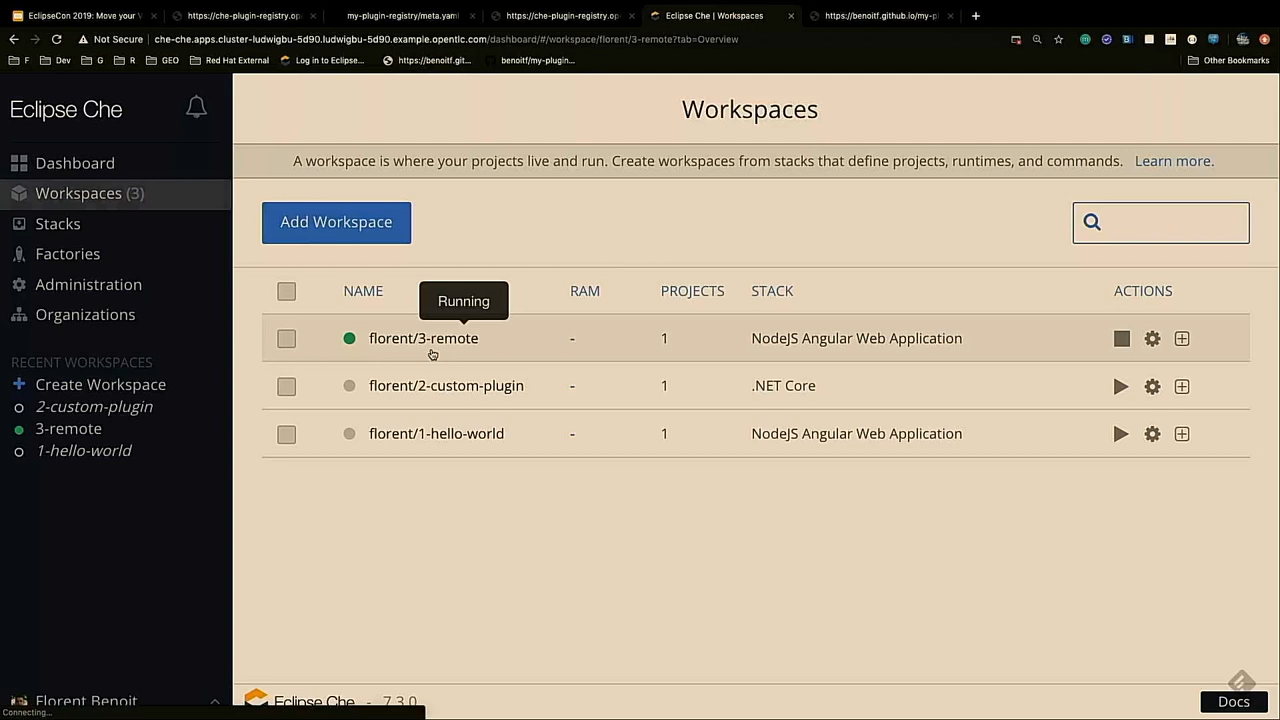 EclipseCon 2019: Move your V
https://che-plugin-registry.op
my-plugin-registry/meta.yaml
https://che-plugin-registry.op
Eclipse Che | Workspaces
https://benoitf.github.io/my-p
Not Secure
che-che.apps.cluster-ludwigbu-5d90.ludwigbu-5d90.example.opentlc.com/dashboard/#/workspace/florent/3-remote?tab=Overview
F
Dev
G
R
GEO
Red Hat External
Log in to Eclipse...
https://benoitf.git...
benoitf/my-plugin...
Other Bookmarks
Eclipse Che
Dashboard
Workspaces (3)
Stacks
Factories
Administration
Organizations
RECENT WORKSPACES
Create Workspace
2-custom-plugin
3-remote
1-hello-world
Florent Benoit
Connecting...
Workspaces
A workspace is where your projects live and run. Create workspaces from stacks that define projects, runtimes, and commands. Learn more.
Add Workspace
NAME RAM PROJECTS STACK ACTIONS
Running
florent/3-remote - 1 NodeJS Angular Web Application
florent/2-custom-plugin - 1 .NET Core
florent/1-hello-world - 1 NodeJS Angular Web Application
Eclipse Che - 7.3.0
Docs